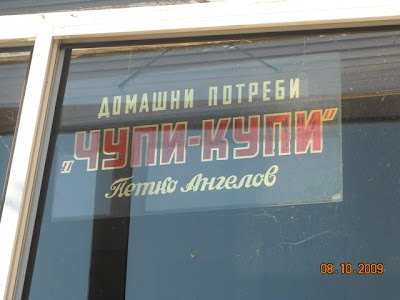 ДОМАШНИ ПОТРЕБИ
"ЧУПИ-КУПИ"
Петко Ангелов
08.10.2009